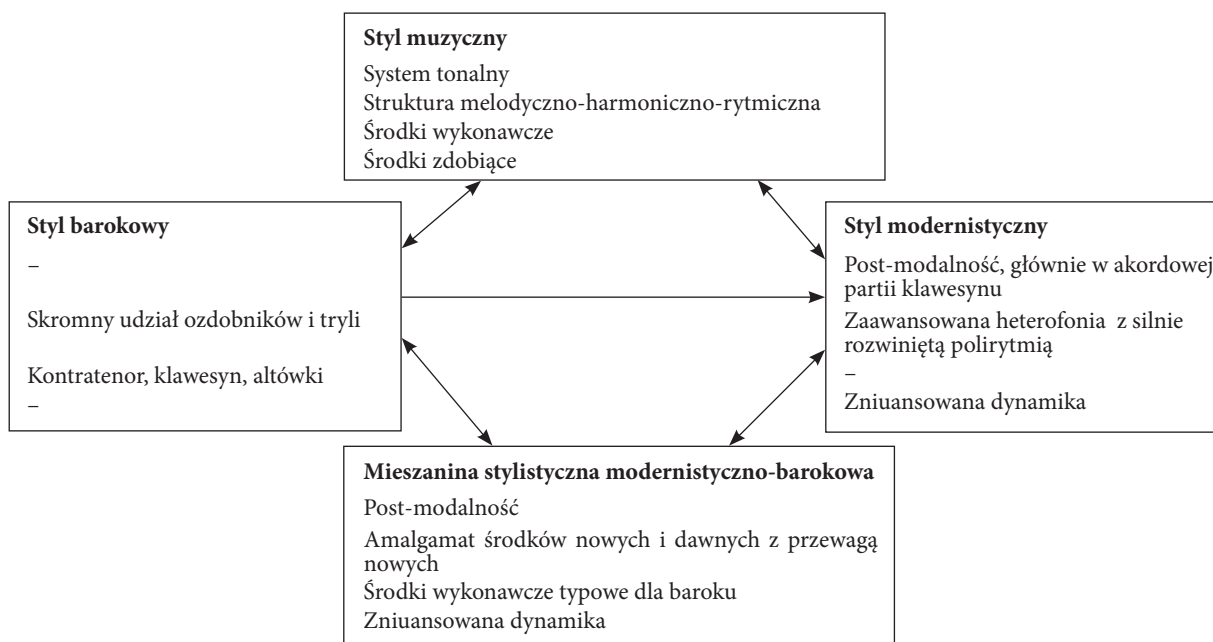 Styl muzyczny
System tonalny
Struktura melodyczno-harmoniczno-rytmiczna
Środki wykonawcze
Środki zdobiące
Styl barokowy
–
Skromny udział ozdobników i tryli
Kontratenor, klawesyn, altówki
–
Styl modernistyczny
Post-modalność, głównie w akordowej
partii klawesynu
Zaawansowana heterofonia z silnie
rozwiniętą polirytmią
–
Zniuansowana dynamika
Mieszanina stylistyczna modernistyczno-barokowa
Post-modalność
Amalgamat środków nowych i dawnych z przewagą
nowych
Środki wykonawcze typowe dla baroku
Zniuansowana dynamika